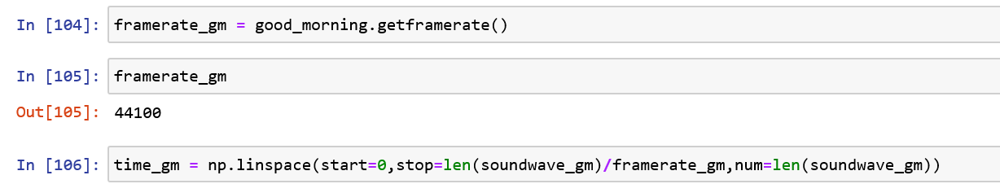 In [104]: framerate_gm = good_morning.getframerate()
In [105]: framerate_gm
Out[105]: 44100
In [106]: time_gm = np.linspace(start=0,stop=len(soundwave_gm)/framerate_gm,num=len(soundwave_gm))